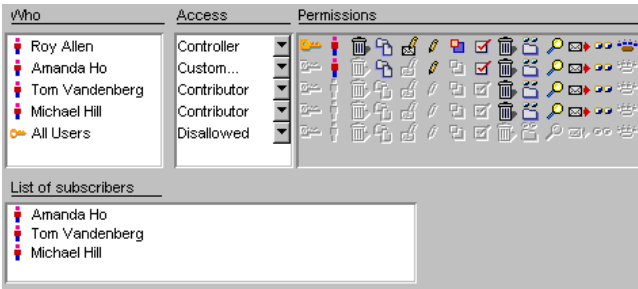 Who Access Permissions
Roy Allen Controller
Amanda Ho Custom...
Tom Vandenberg Contributor
Michael Hill Contributor
All Users Disallowed
List of subscribers
Amanda Ho
Tom Vandenberg
Michael Hill